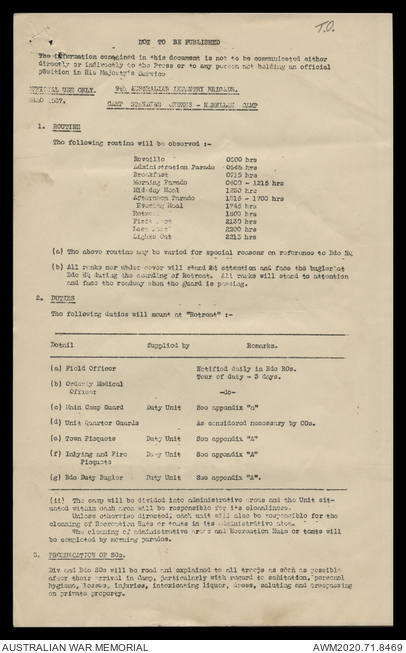 T.O.
NOT TO BE PUBLISHED
The information contained in this document is not to be communicated either
directly or indirectly to the Press or to any person not holding an official
position in His Majesty's Service
OFFICIAL USE ONLY. 9th AUSTRALIAN INFANTRY BRIGADE.
CAMP STANDING ORDERS -
1. ROUTINE
The following routine will be observed :-
Reveille 0600 hrs
Administration Parade 0645 hrs
Breakfast 0715 hrs
Morning Parade 0800 - 1215 hrs
Mid-day Meal 1230 hrs
Afternoon Parade 1315 - 1700 hrs
Evening Meal 1745 hrs
Retreat 1800 hrs
First Post 2130 hrs
Last Post 2200 hrs
Lights Out 2215 hrs
(a) The above routine may be varied for special reasons on reference to Bde HQ
(b) All ranks not under cover will stand at attention and face the bugler at
Bde HQ during the sounding of Retreat. All ranks will stand to attention
and face the roadway when the guard is passing.
2. DUTIES
The following duties will mount at "Retreat" :-
Detail Supplied by Remarks.
(a) Field Officer Notified daily in Bde ROs.
Tour of duty - 3 days.
(b) Orderly Medical
Officer -do-
(c) Main Camp Guard Duty Unit See appendix "A"
(d) Unit Quarter Guards As considered necessary by COs.
(e) Town Picquets Duty Unit See appendix "A"
(f) Inlying and Fire Duty Unit See appendix "A"
Picquets
(g) Bde Duty Bugler Duty Unit See appendix "A".
(ii) The camp will be divided into administrative areas and the Unit sit-
uated within each area will be responsible for its cleanliness.
Unless otherwise directed, each unit will also be responsible for the
cleaning of Recreation Huts or tents in its administrative area.
The cleaning of administrative areas and Recreation Huts or tents will
be completed by morning parades.
3. PROMULGATION OF SOs.
Div and Bde SOs will be read and explained to all troops as soon as possible
after their arrival in Camp, particularly with regard to sanitation, personal
hygiene, losses, injuries, intoxicating liquor, dress, saluting and trespassing
on private property.
AUSTRALIAN WAR MEMORIAL AWM2020.71.8469